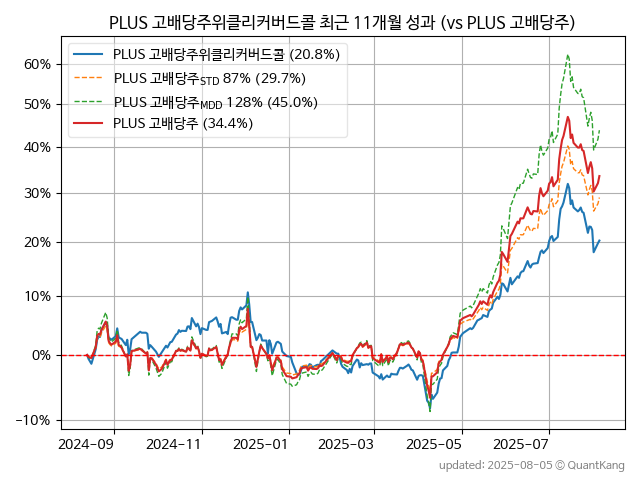 PLUS 고배당주위클리커버드콜 최근 11개월 성과 (vs PLUS 고배당주)
PLUS 고배당주위클리커버드콜 (20.8%)
PLUS 고배당주STD 87% (29.7%)
PLUS 고배당주MDD 128% (45.0%)
PLUS 고배당주 (34.4%)
60%
50%
40%
30%
20%
10%
0%
−10%
2024-09 2024-11 2025-01 2025-03 2025-05 2025-07
updated: 2025-08-05 © QuantKang